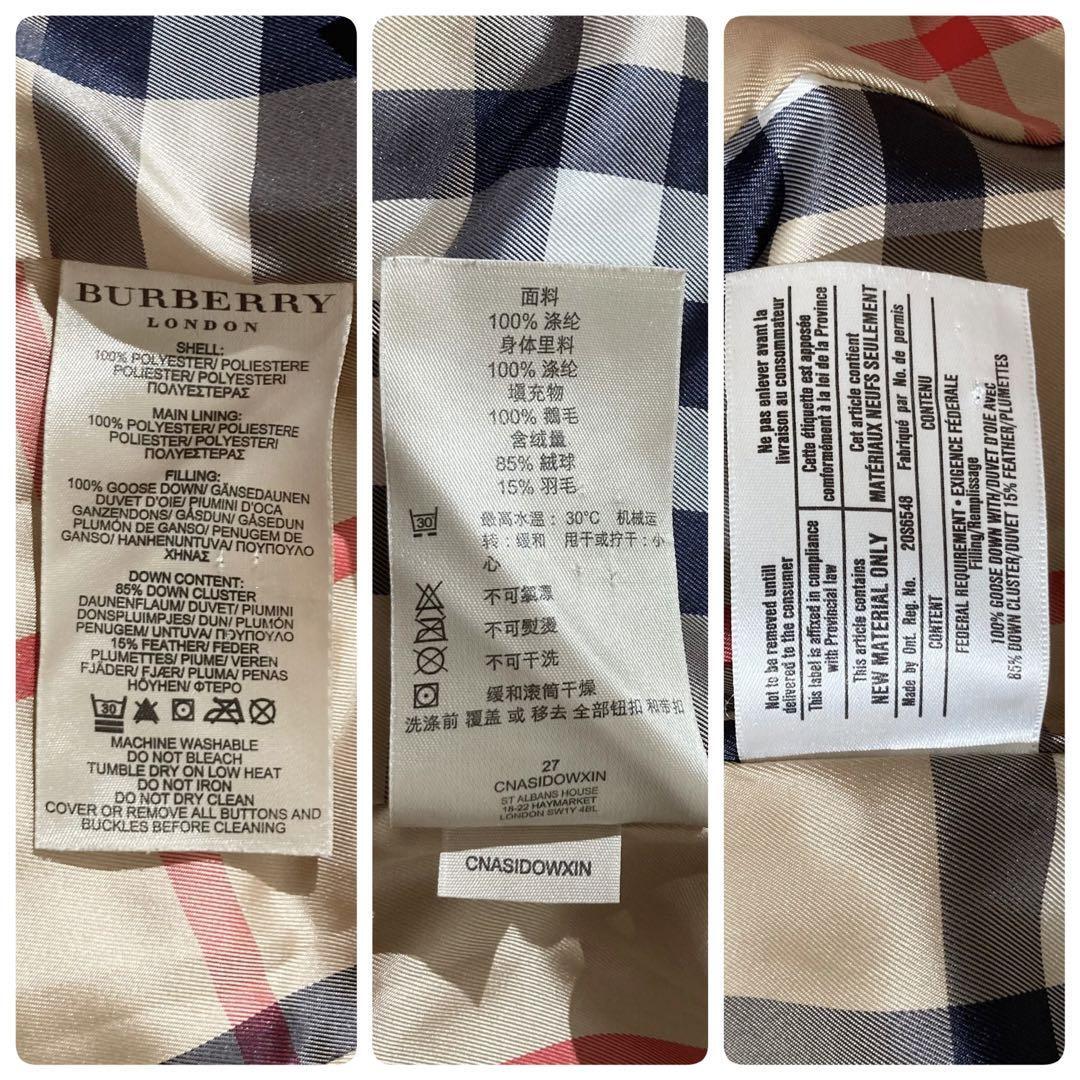 BURBERRY
LONDON
SHELL:
100% POLYESTER/ POLIESTERE
POLIESTER/ POLYESTERI
ΠΟΛΥΕΣΤΕΡΑΣ
MAIN LINING:
100% POLYESTER/ POLIESTERE
POLIESTER/ POLYESTERI
ΠΟΛΥΕΣΤΕΡΑΣ
FILLING:
100% GOOSE DOWN/ GÄNSEDAUNEN
DUVET D'OIE/ PIUMINI D'OCA
GANZENDONS/ GÅSDUN/ GÅSEDUN
PLUMÓN DE GANSO/ PENUGEM DE
GANSO/ HANHENUNTUVA/ ΠΟΥΠΟΥΛΟ
ΧΗΝΑΣ
DOWN CONTENT:
85% DOWN CLUSTER
DAUNENFLAUM/ DUVET/ PIUMINI
DONSPLUIMPJES/ DUN/ PLUMÓN
PENUGEM/ UNTUVA/ ΠΟΥΠΟΥΛΟ
15% FEATHER/ FEDER
PLUMETTES/ PIUME/ VEREN
FJÄDER/ FJÆR/ PLUMA/ PENAS
HÖYHEN/ ΦΤΕΡΟ
30
MACHINE WASHABLE
DO NOT BLEACH
TUMBLE DRY ON LOW HEAT
DO NOT IRON
DO NOT DRY CLEAN
COVER OR REMOVE ALL BUTTONS AND
BUCKLES BEFORE CLEANING
面料
100% 涤纶
身体里料
100% 涤纶
填充物
100% 鵝毛
含绒量
85% 絨球
15% 羽毛
30
最高水温：30°C 机械运
转：缓和 甩干或拧干：小
心
不可氯漂
不可熨烫
不可干洗
缓和滚筒干燥
洗涤前 覆盖 或 移去 全部钮扣 和带扣
27
CNASIDOWXIN
ST ALBANS HOUSE
18-22 HAYMARKET
LONDON SW1Y 4BL
CNASIDOWXIN
Not to be removed untill
delivered to the consumer
Ne pas enlever avant la
livraison au consommateur
This label is affixed in compliance
with Provincial law
Cette étiquette est apposée
comformément à la loi de la Province
This article contains
NEW MATERIAL ONLY
Cet article contient
MATÉRIAUX NEUFS SEULEMENT
Made by Ont. Reg. No. 20S6548 Fabriqué par No. de permis
CONTENT CONTENU
FEDERAL REQUIREMENT - EXIGENCE FÉDÉRALE
Filling/Remplissage
100% GOOSE DOWN WITH/DUVET D'OIE AVEC
85% DOWN CLUSTER/DUVET 15% FEATHER/PLUMETTES